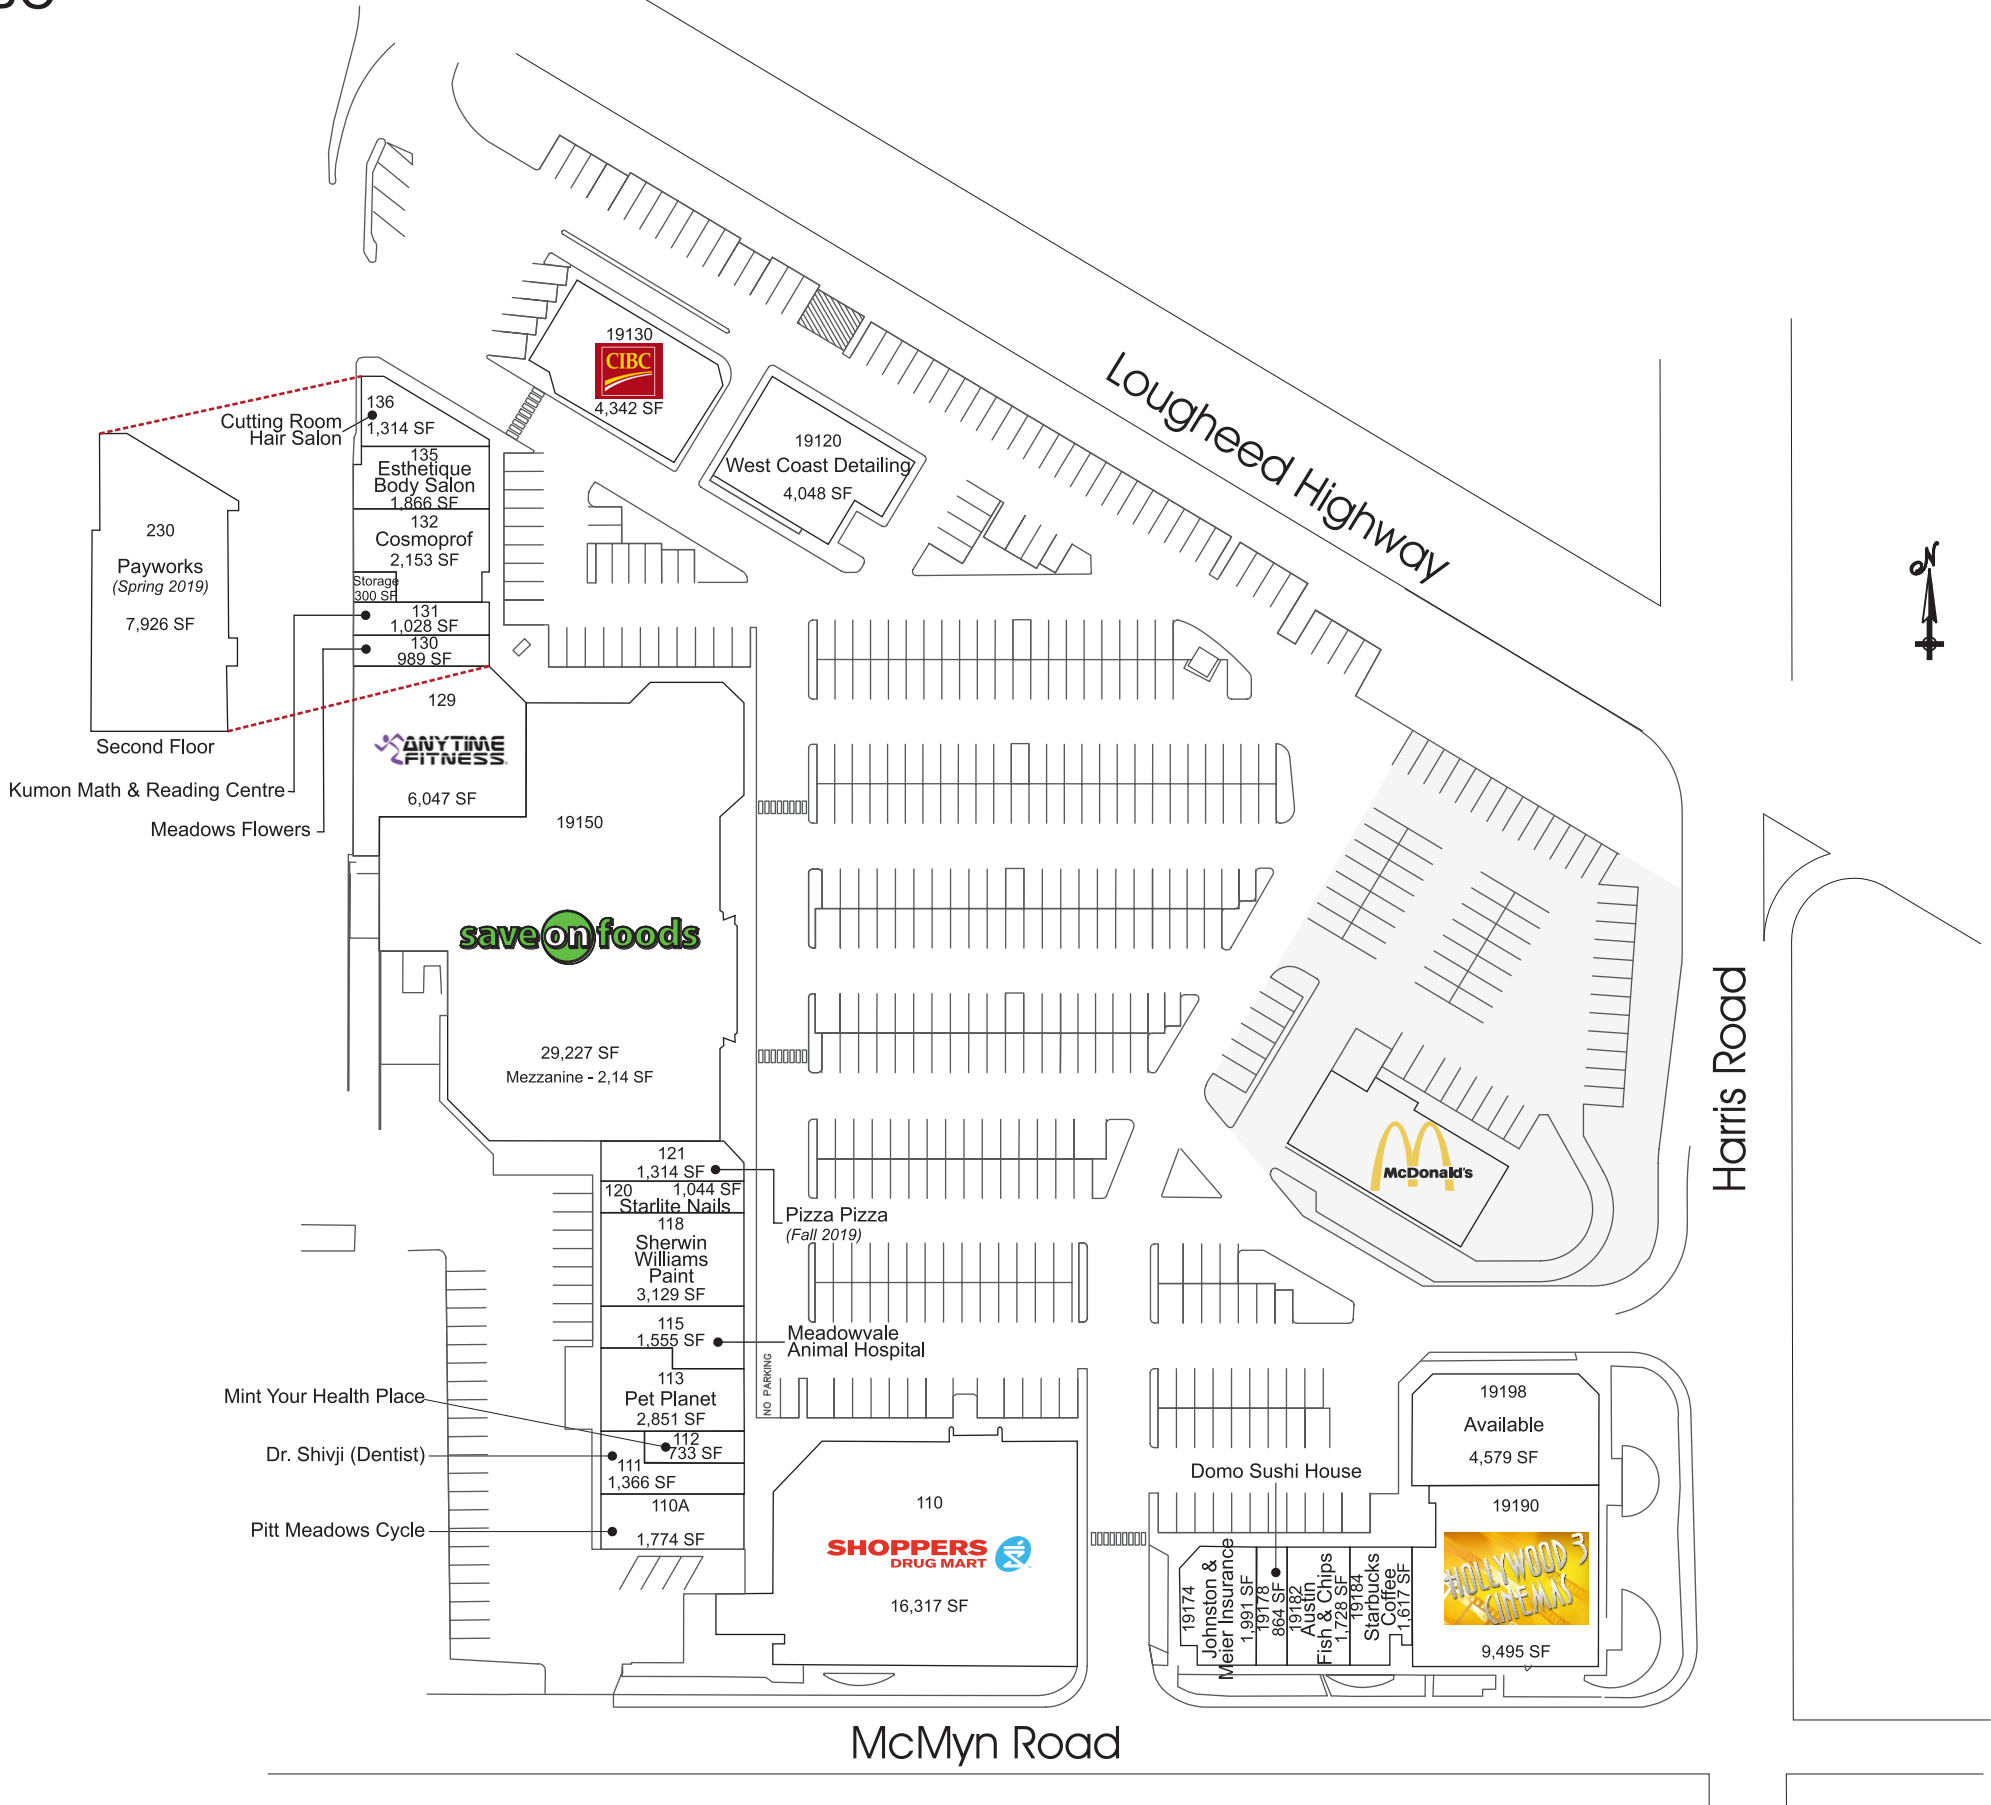 19130
CIBC
4,342 SF
19120
West Coast Detailing
4,048 SF
Lougheed Highway
N
136
1,314 SF
Cutting Room
Hair Salon
135
Esthetique
Body Salon
1,866 SF
132
Cosmoprof
2,153 SF
Storage
300 SF
131
1,028 SF
130
989 SF
230
Payworks
(Spring 2019)
7,926 SF
Second Floor
Kumon Math & Reading Centre
Meadows Flowers
129
ANYTIME
FITNESS
6,047 SF
19150
save on foods
29,227 SF
Mezzanine - 2,14 SF
Harris Road
McDonald's
121
1,314 SF
120
1,044 SF
Starlite Nails
Pizza Pizza
(Fall 2019)
118
Sherwin
Williams
Paint
3,129 SF
115
1,555 SF
Meadowvale
Animal Hospital
113
Pet Planet
2,851 SF
NO PARKING
Mint Your Health Place
112
733 SF
Dr. Shivji (Dentist)
111
1,366 SF
110A
1,774 SF
Pitt Meadows Cycle
110
SHOPPERS
DRUG MART
16,317 SF
Domo Sushi House
19174
Johnston &
Meier Insurance
1,991 SF
19178
864 SF
19182
Austin
Fish & Chips
1,728 SF
19184
Starbucks
Coffee
1,617 SF
19198
Available
4,579 SF
19190
HOLLYWOOD 3
CINEMAS
9,495 SF
McMyn Road